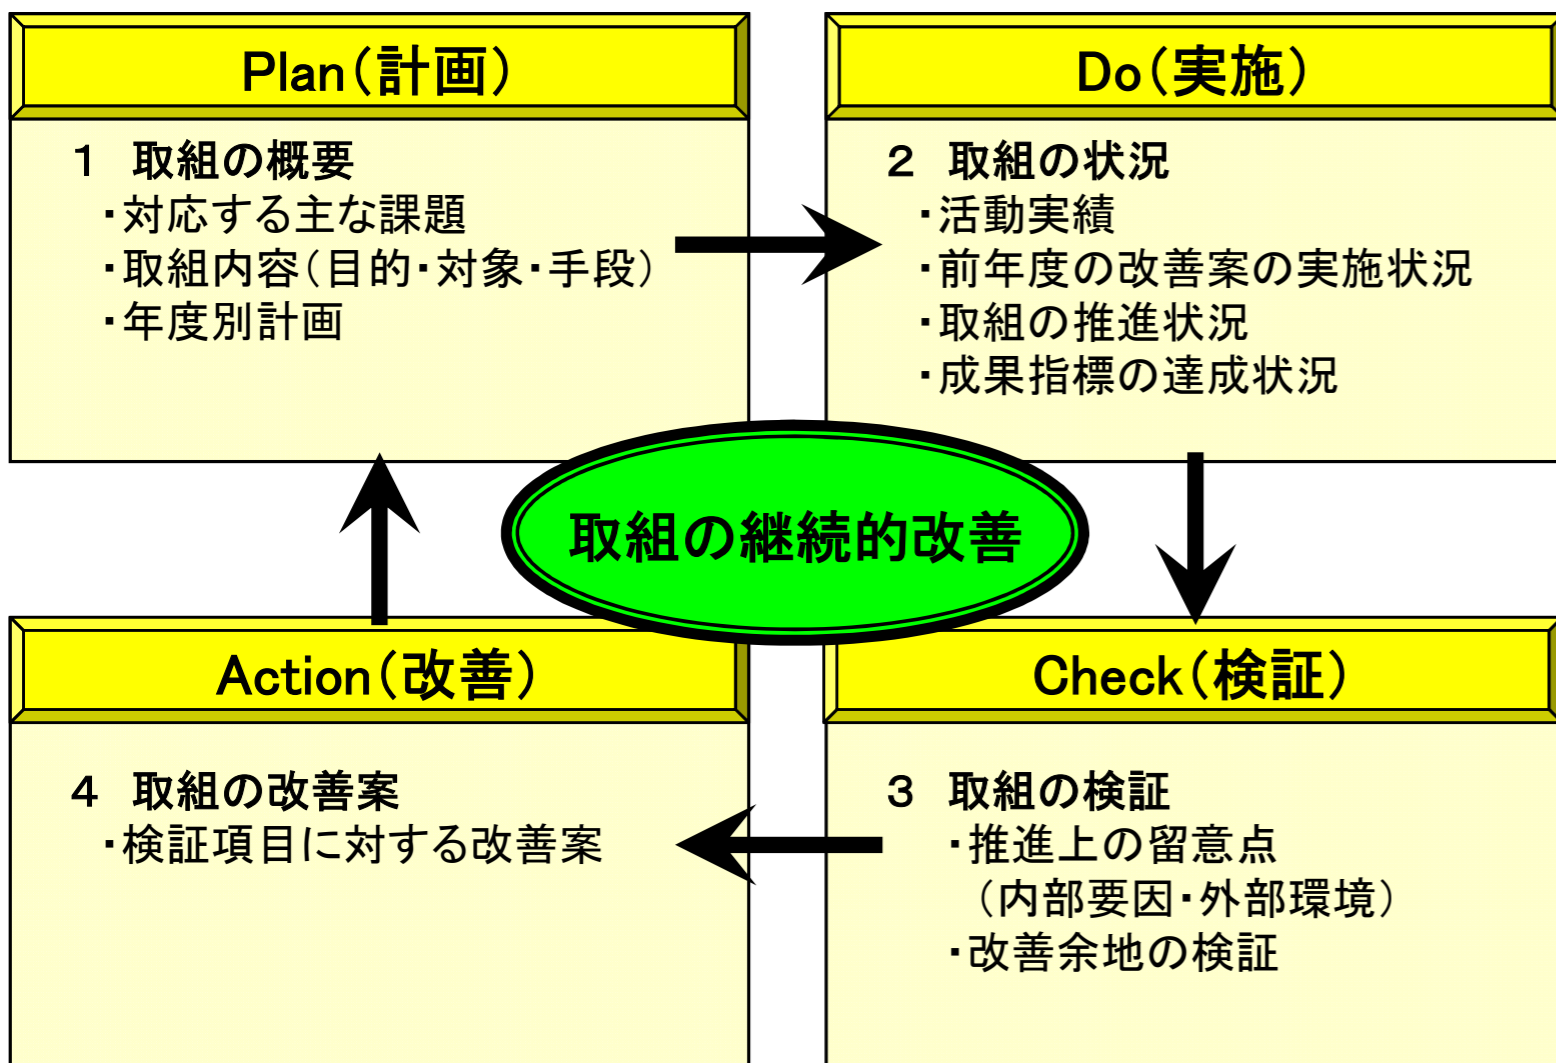 Plan(計画)
1 取組の概要
・対応する主な課題
・取組内容(目的・対象・手段)
・年度別計画
Do(実施)
2 取組の状況
・活動実績
・前年度の改善案の実施状況
・取組の推進状況
・成果指標の達成状況
取組の継続的改善
Check(検証)
3 取組の検証
・推進上の留意点
(内部要因・外部環境)
・改善余地の検証
Action(改善)
4 取組の改善案
・検証項目に対する改善案